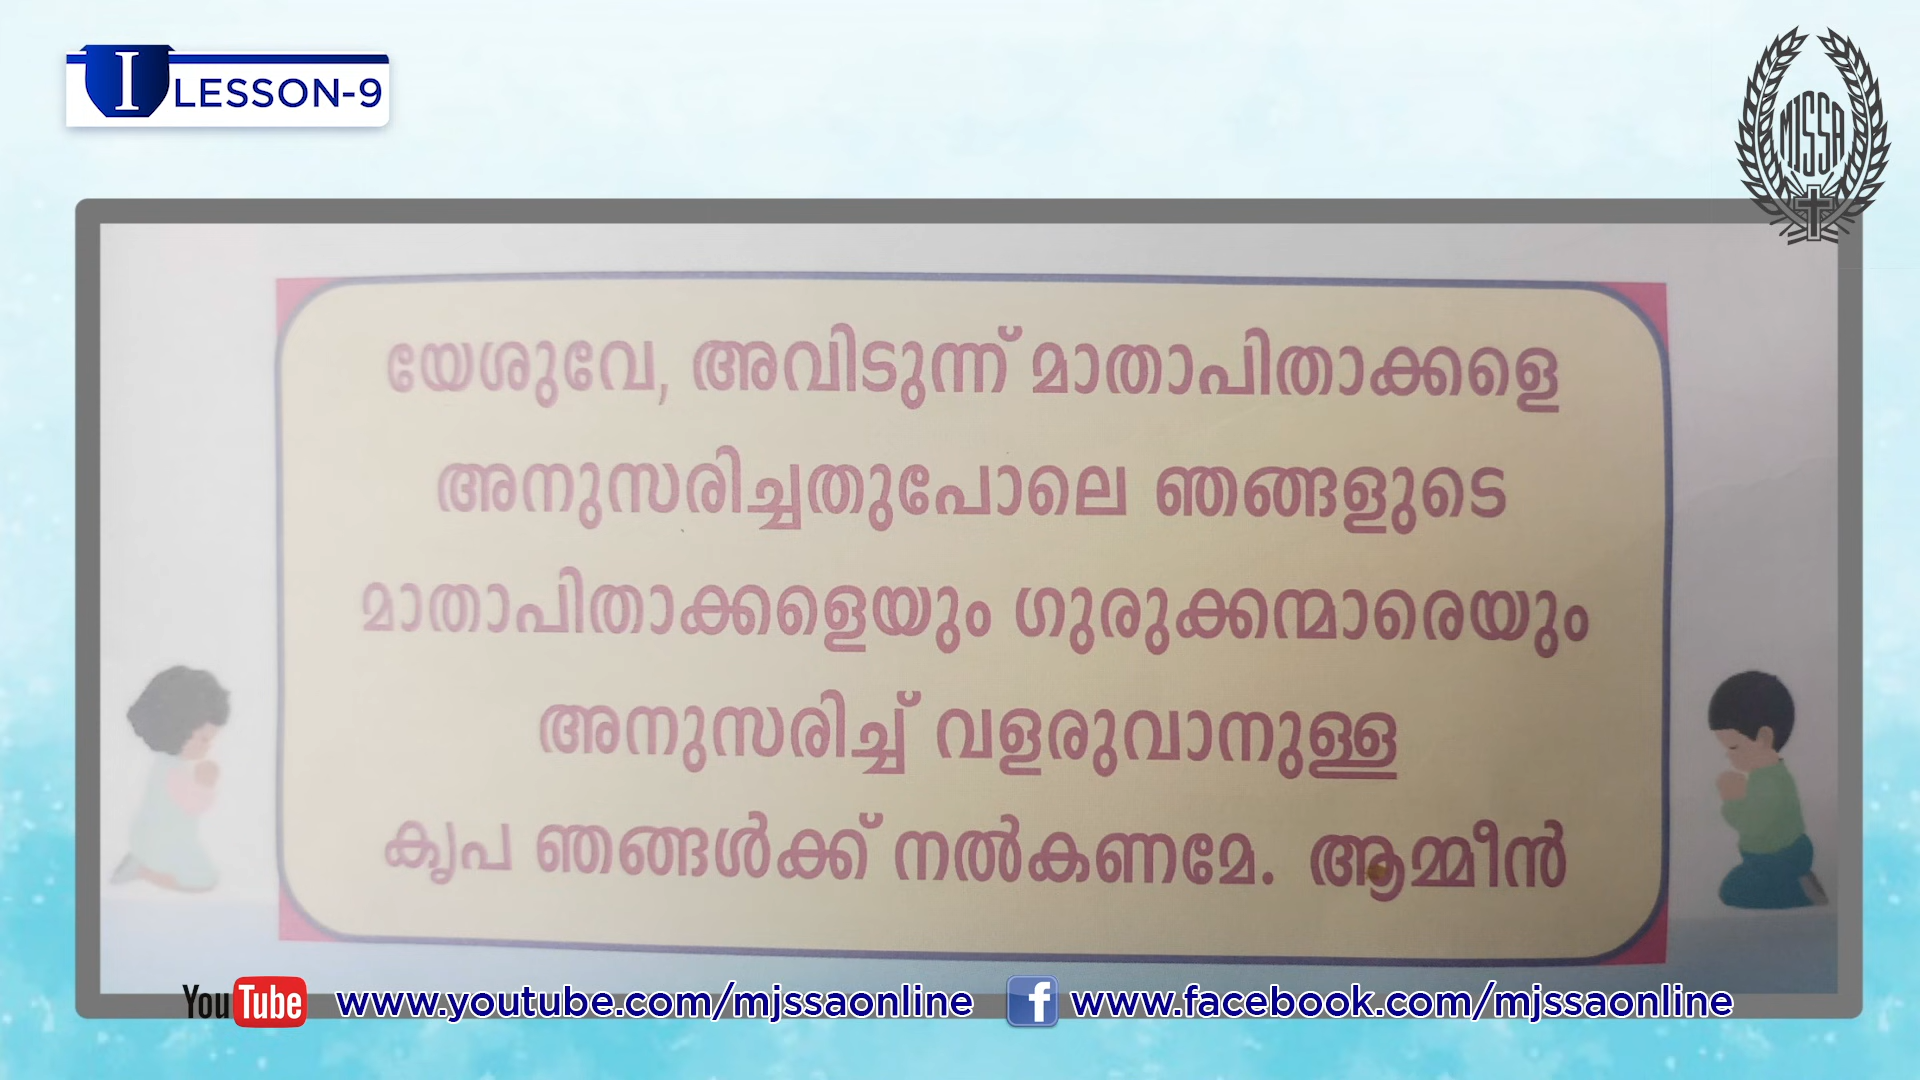 I LESSON-9
MJSSA
യേശുവേ, അവിടുന്ന് മാതാപിതാക്കളെ
അനുസരിച്ചതുപോലെ ഞങ്ങളുടെ
മാതാപിതാക്കളെയും ഗുരുക്കന്മാരെയും
അനുസരിച്ച് വളരുവാനുള്ള
കൃപ ഞങ്ങൾക്ക് നൽകണമേ. ആമ്മീൻ
YouTube www.youtube.com/mjssaonline f www.facebook.com/mjssaonline